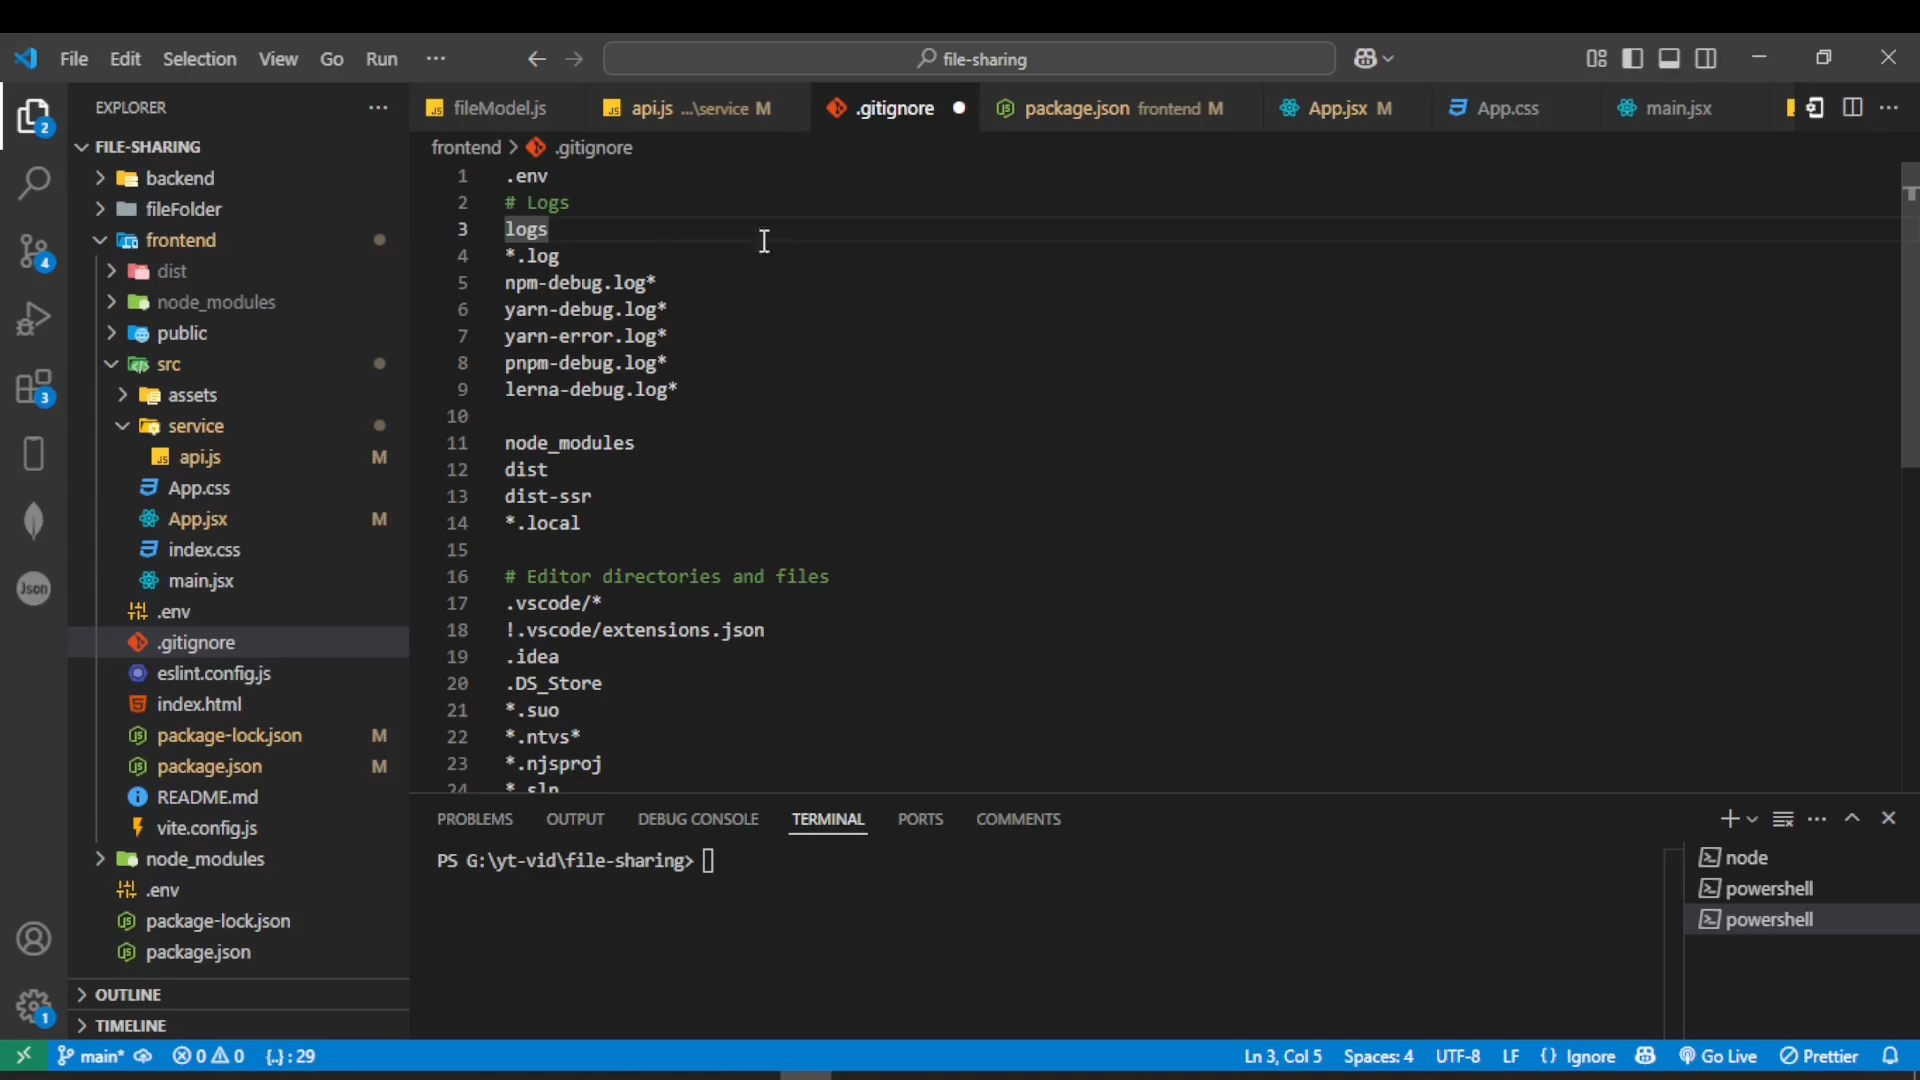 File Edit Selection View Go Run ···
file-sharing
EXPLORER ···
fileModel.js
api.js ...\service M
.gitignore
package.json frontend M
App.jsx M
App.css
main.jsx
···
frontend > .gitignore
FILE-SHARING
backend
fileFolder
frontend
dist
node_modules
public
src
assets
service
api.js M
App.css
App.jsx M
index.css
main.jsx
.env
.gitignore
eslint.config.js
index.html
package-lock.json M
package.json M
README.md
vite.config.js
node_modules
.env
package-lock.json
package.json
OUTLINE
TIMELINE
2
4
3
Json
1
1 .env
2 # Logs
3 logs
4 *.log
5 npm-debug.log*
6 yarn-debug.log*
7 yarn-error.log*
8 pnpm-debug.log*
9 lerna-debug.log*
10
11 node_modules
12 dist
13 dist-ssr
14 *.local
15
16 # Editor directories and files
17 .vscode/*
18 !.vscode/extensions.json
19 .idea
20 .DS_Store
21 *.suo
22 *.ntvs*
23 *.njsproj
24 *.sln
PROBLEMS OUTPUT DEBUG CONSOLE TERMINAL PORTS COMMENTS
PS G:\yt-vid\file-sharing>
node
powershell
powershell
main* 0 0 {..} : 29
Ln 3, Col 5 Spaces: 4 UTF-8 LF {} Ignore Go Live Prettier